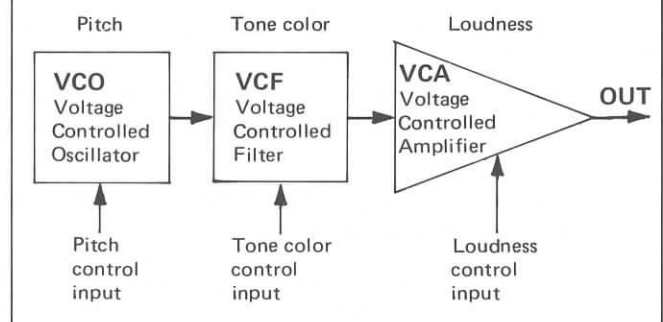 Pitch
Tone color
Loudness
VCO
Voltage
Controlled
Oscillator
VCF
Voltage
Controlled
Filter
VCA
Voltage
Controlled
Amplifier
OUT
Pitch
control
input
Tone color
control
input
Loudness
control
input